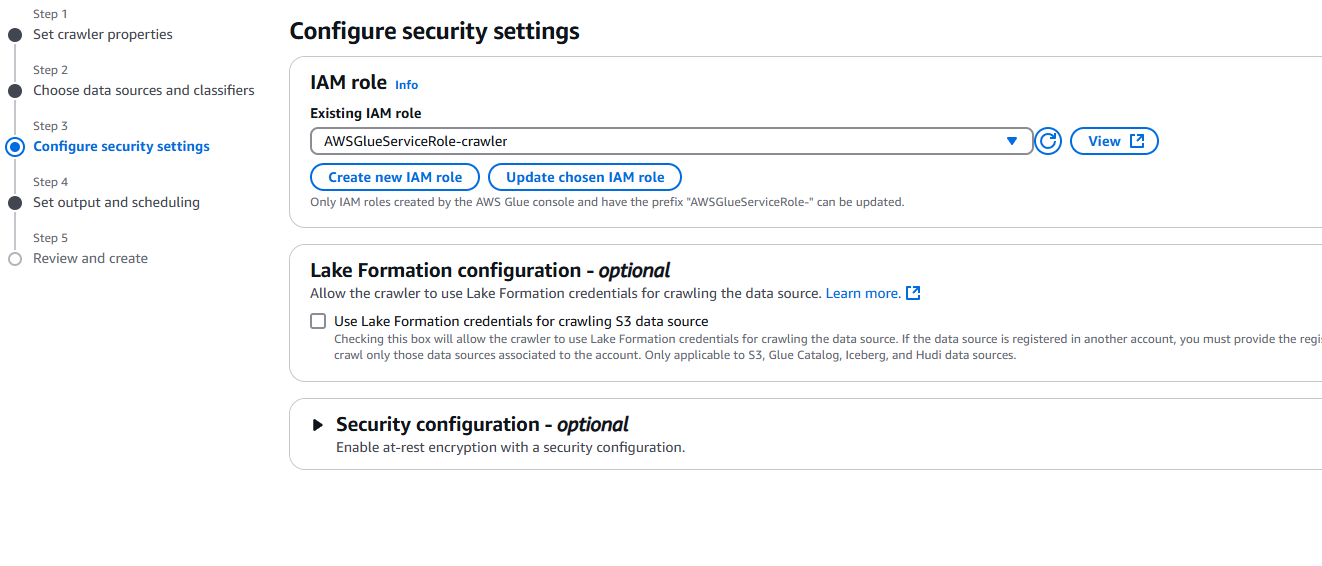 Step 1
Set crawler properties
Step 2
Choose data sources and classifiers
Step 3
Configure security settings
Step 4
Set output and scheduling
Step 5
Review and create
Configure security settings
IAM role Info
Existing IAM role
AWSGlueServiceRole-crawler
View
Create new IAM role Update chosen IAM role
Only IAM roles created by the AWS Glue console and have the prefix "AWSGlueServiceRole-" can be updated.
Lake Formation configuration - optional
Allow the crawler to use Lake Formation credentials for crawling the data source. Learn more.
Use Lake Formation credentials for crawling S3 data source
Checking this box will allow the crawler to use Lake Formation credentials for crawling the data source. If the data source is registered in another account, you must provide the regi
crawl only those data sources associated to the account. Only applicable to S3, Glue Catalog, Iceberg, and Hudi data sources.
Security configuration - optional
Enable at-rest encryption with a security configuration.